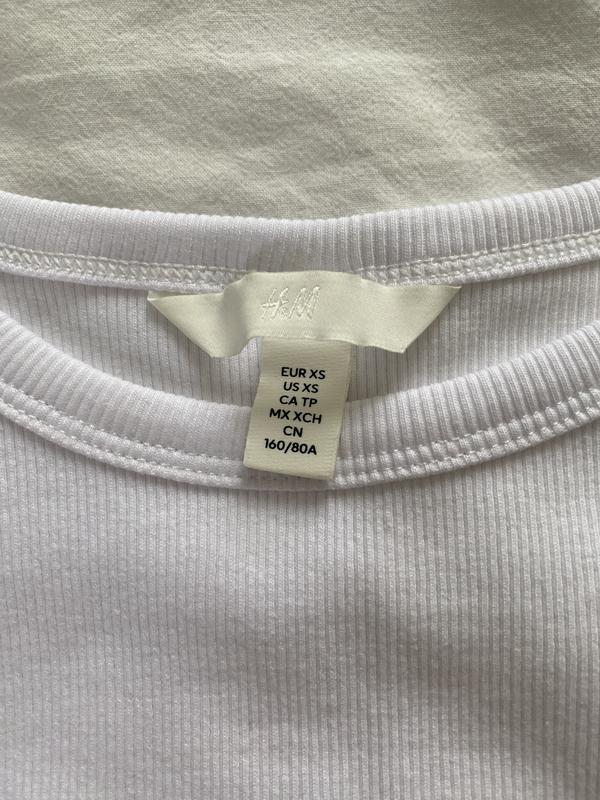 H&M
EUR XS
US XS
CA TP
MX XCH
CN
160/80A